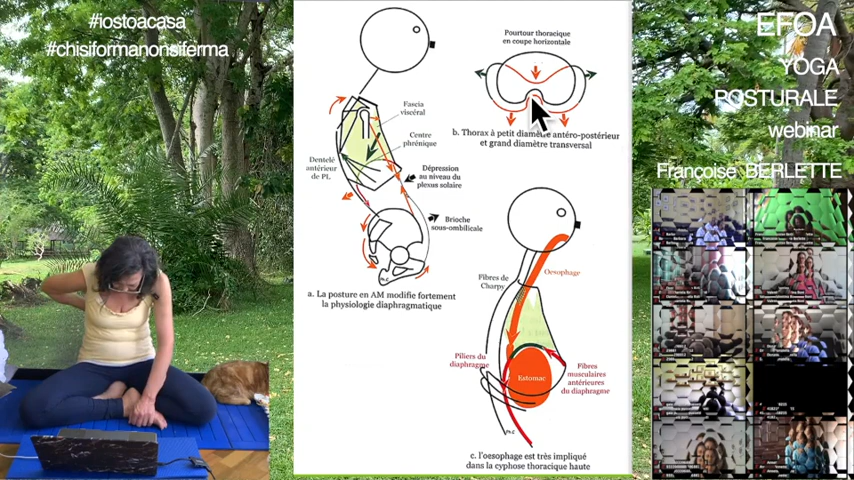 #iostoacasa
#chisiformanonsiferma
EFOA
YOGA
POSTURALE
webinar
Françoise BERLETTE
Pourtour thoracique
en coupe horizontale
b. Thorax à petit diamètre antéro-postérieur
et grand diamètre transversal
Fascia
viscéral
Centre
phrénique
Dentelé
antérieur
de PL
Dépression
au niveau du
plexus solaire
Brioche
sous-ombilicale
a. La posture en AM modifie fortement
la physiologie diaphragmatique
Oesophage
Fibres de
Charpy
Piliers du
diaphragme
Estomac
Fibres
musculaires
antérieures
du diaphragme
c. l'oesophage est très impliqué
dans la cyphose thoracique haute